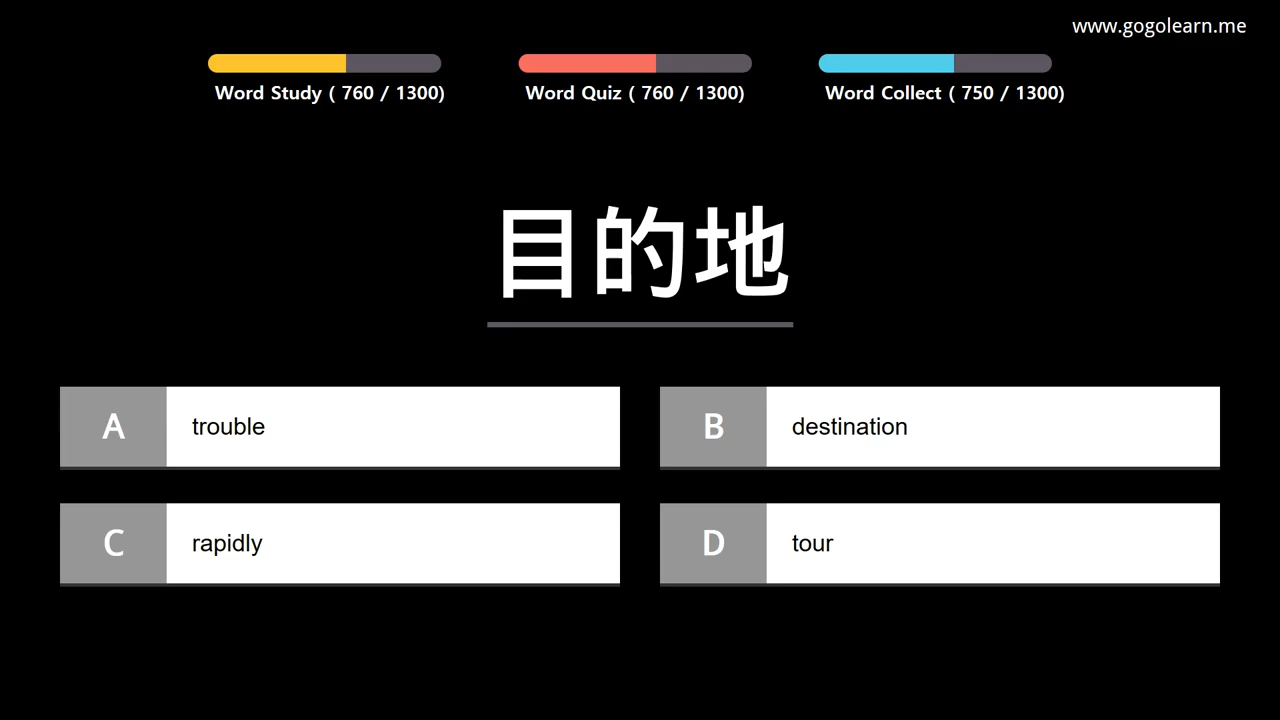 www.gogolearn.me
Word Study ( 760 / 1300)
Word Quiz ( 760 / 1300)
Word Collect ( 750 / 1300)
目的地
A trouble
B destination
C rapidly
D tour